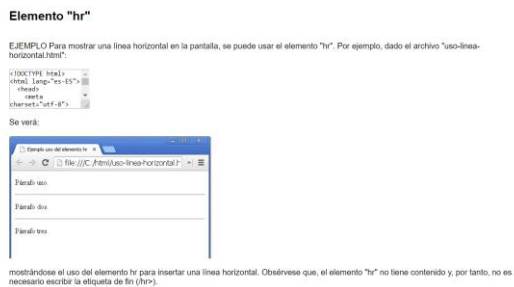 Elemento "hr"
EJEMPLO Para mostrar una línea horizontal en la pantalla, se puede usar el elemento "hr". Por ejemplo, dado el archivo "uso-linea-
horizontal.html":
<!DOCTYPE html>
<html lang="es-ES">
<head>
<meta
charset="utf-8">
Se verá:
Ejemplo uso del elemento hr
file:///C:/html/uso-linea-horizontal.h
Párrafo uno.
Párrafo dos.
Párrafo tres.
mostrándose el uso del elemento hr para insertar una línea horizontal. Obsérvese que, el elemento "hr" no tiene contenido y, por tanto, no es
necesario escribir la etiqueta de fin (/hr>).